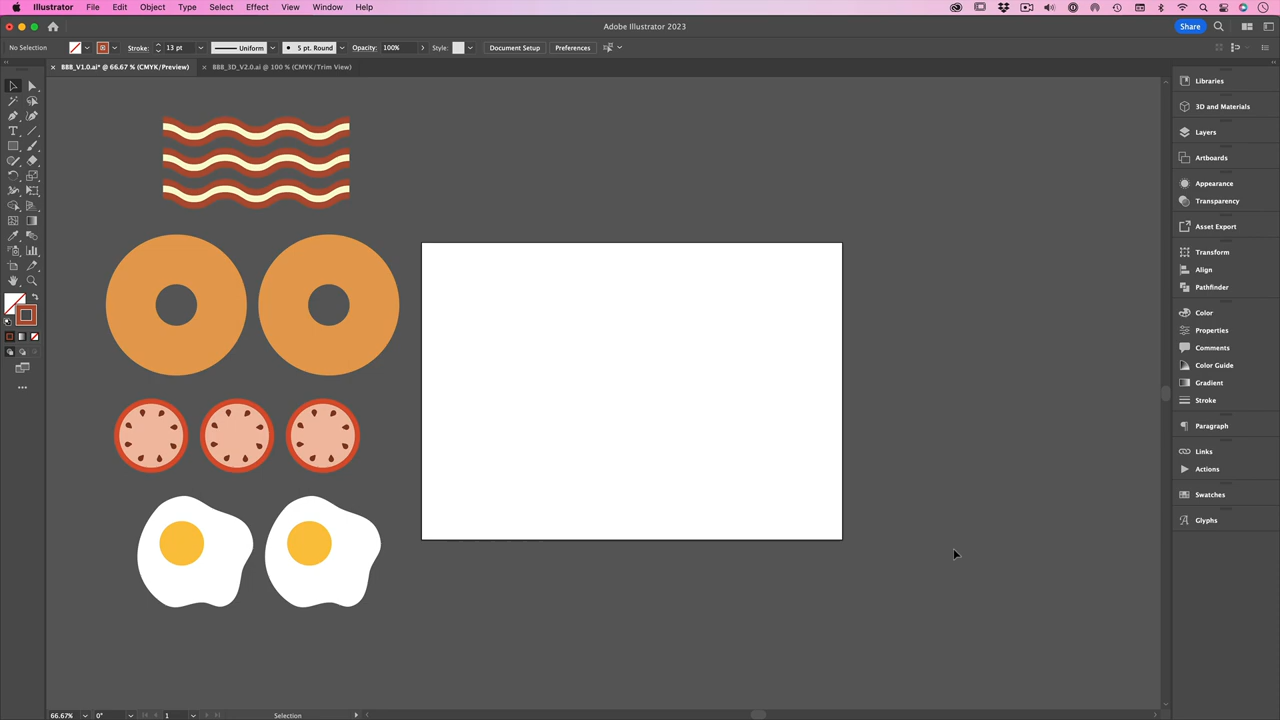 Illustrator File Edit Object Type Select Effect View Window Help
Adobe Illustrator 2023
Share
No Selection Stroke: 13 pt Uniform 5 pt. Round Opacity: 100% Style: Document Setup Preferences
BBB_V1.0.ai* @ 66.67 % (CMYK/Preview) BBB_3D_V2.0.ai @ 100 % (CMYK/Trim View)
Libraries
3D and Materials
Layers
Artboards
Appearance
Transparency
Asset Export
Transform
Align
Pathfinder
Color
Properties
Comments
Color Guide
Gradient
Stroke
Paragraph
Links
Actions
Swatches
Glyphs
66.67% 0° 1 Selection